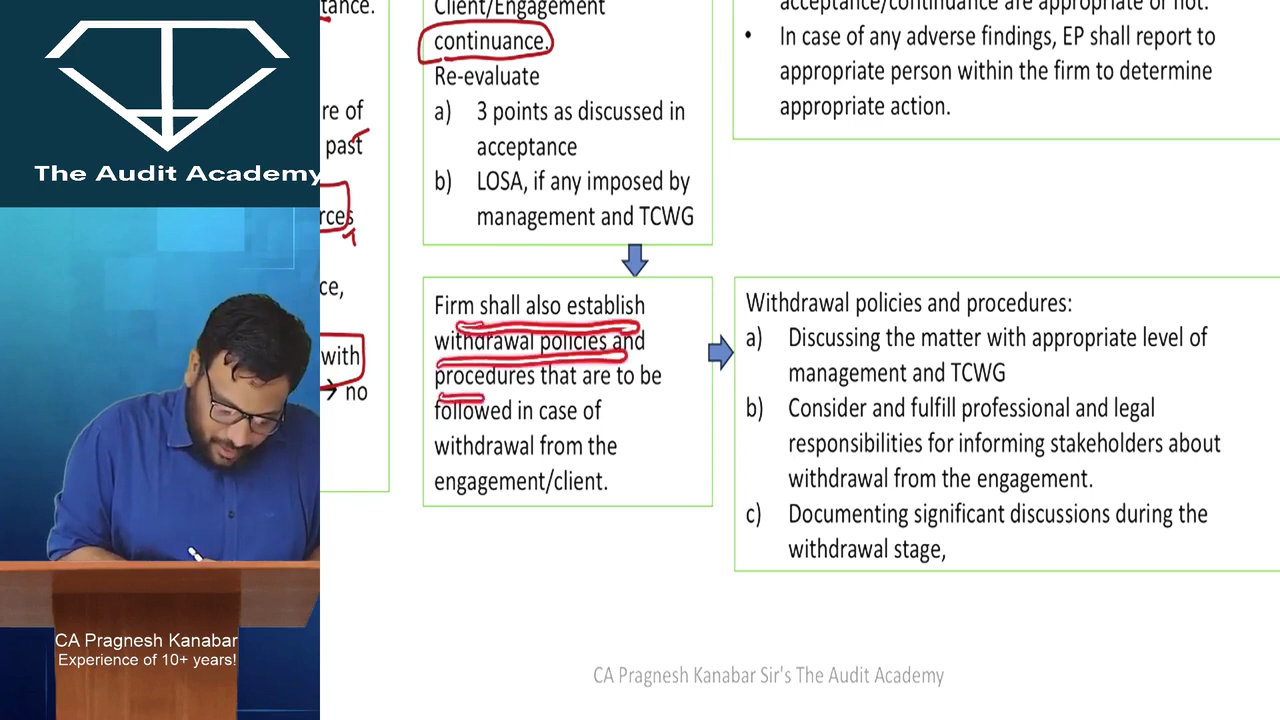 The Audit Academy
CA Pragnesh Kanabar
Experience of 10+ years!
tance.
re of
past
rces
ce,
with
→ no
Client/Engagement
continuance.
Re-evaluate
a) 3 points as discussed in
acceptance
b) LOSA, if any imposed by
management and TCWG
acceptance/continuance are appropriate or not.
• In case of any adverse findings, EP shall report to
appropriate person within the firm to determine
appropriate action.
Firm shall also establish
withdrawal policies and
procedures that are to be
followed in case of
withdrawal from the
engagement/client.
Withdrawal policies and procedures:
a) Discussing the matter with appropriate level of
management and TCWG
b) Consider and fulfill professional and legal
responsibilities for informing stakeholders about
withdrawal from the engagement.
c) Documenting significant discussions during the
withdrawal stage,
CA Pragnesh Kanabar Sir's The Audit Academy